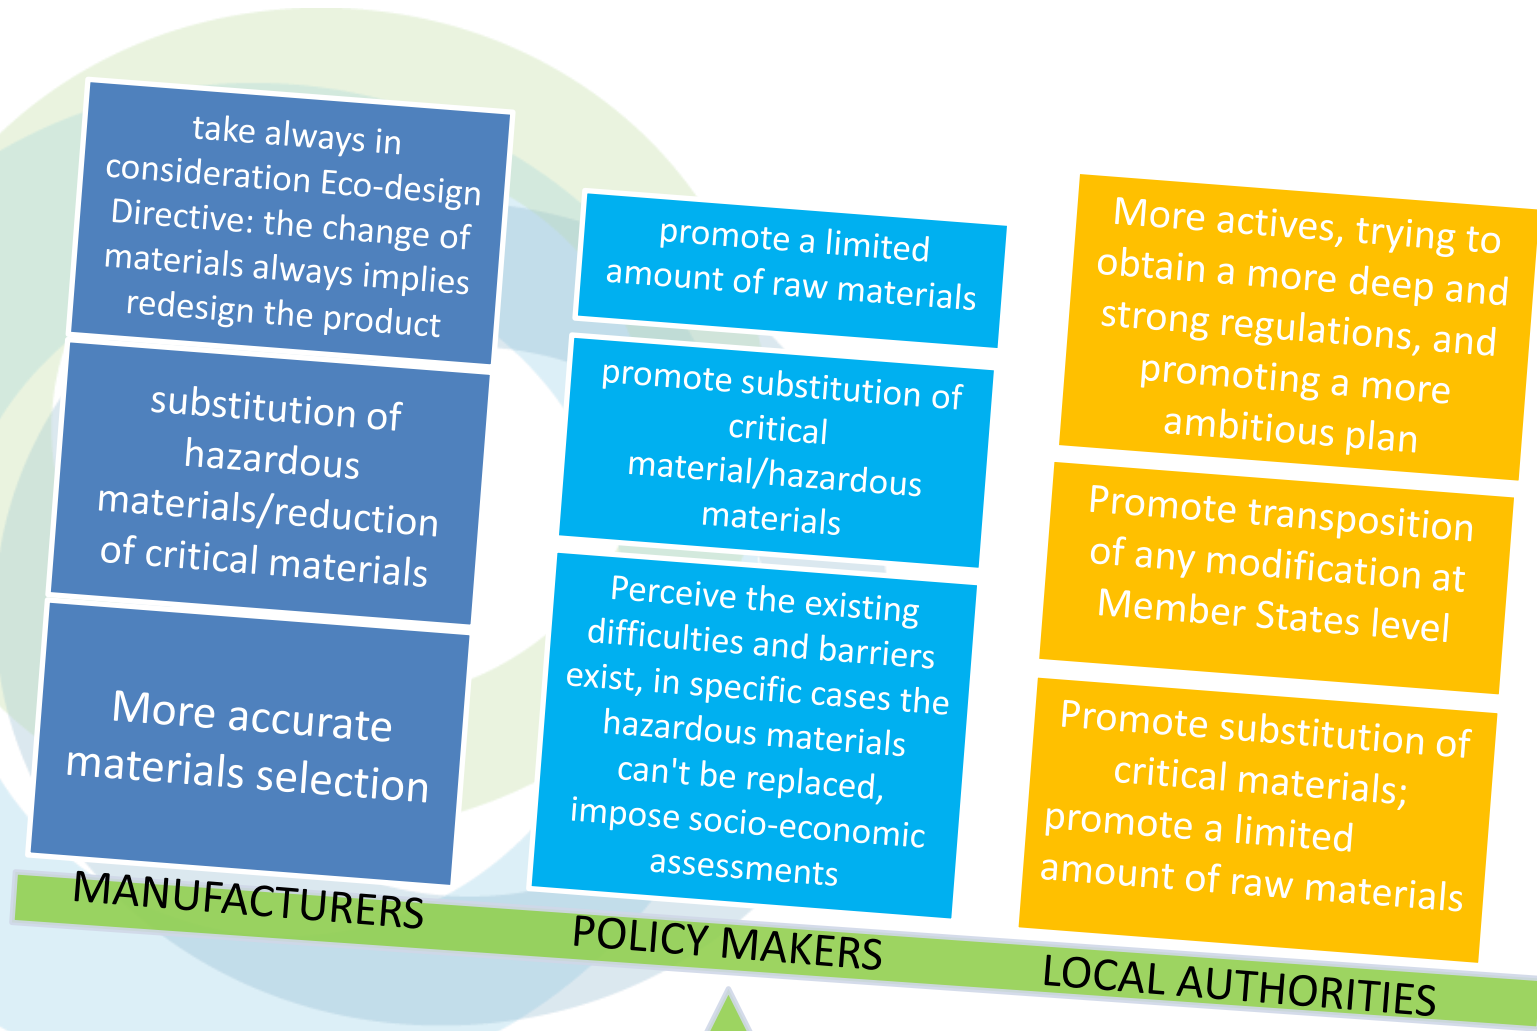 take always in
consideration Eco-design
Directive: the change of
materials always implies
redesign the product
substitution of
hazardous
materials/reduction
of critical materials
More accurate
materials selection
MANUFACTURERS
promote a limited
amount of raw materials
promote substitution of
critical
material/hazardous
materials
Perceive the existing
difficulties and barriers
exist, in specific cases the
hazardous materials
can't be replaced,
impose socio-economic
assessments
POLICY MAKERS
More actives, trying to
obtain a more deep and
strong regulations, and
promoting a more
ambitious plan
Promote transposition
of any modification at
Member States level
Promote substitution of
critical materials;
promote a limited
amount of raw materials
LOCAL AUTHORITIES